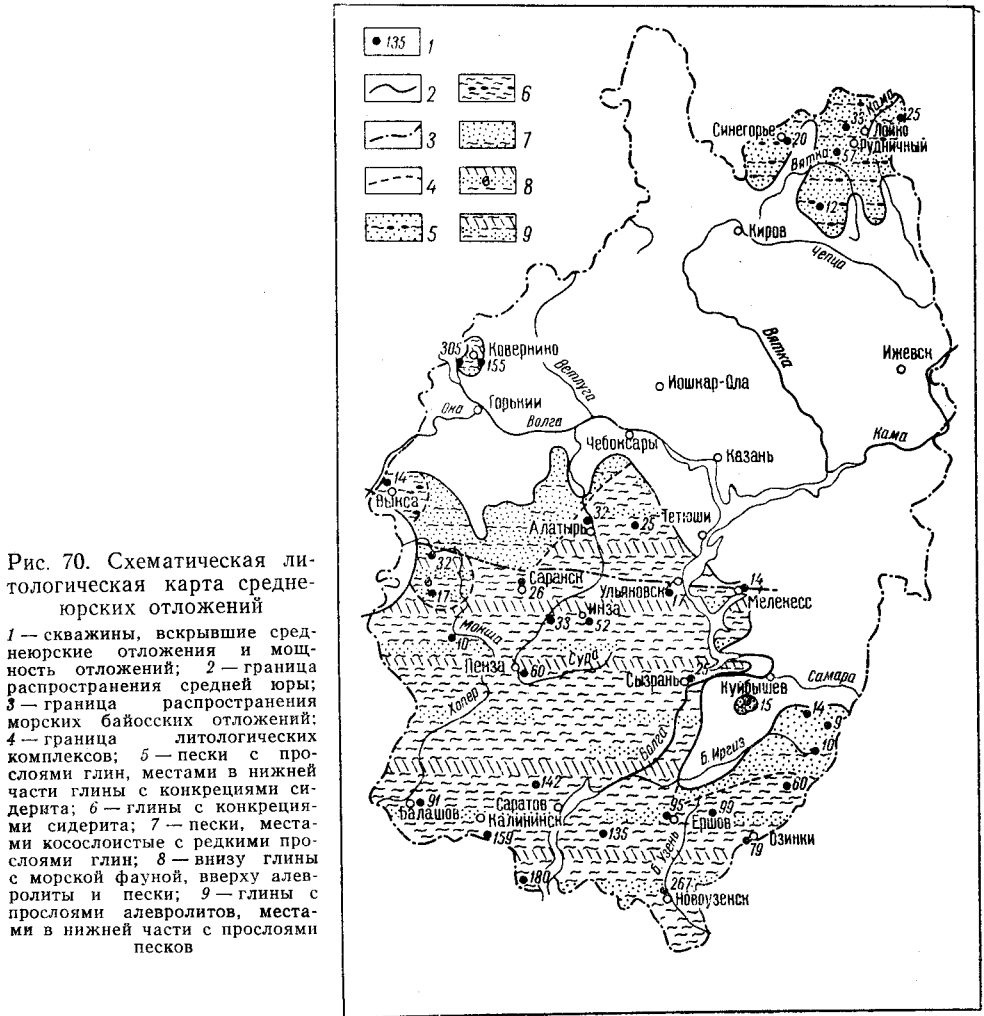 Рис. 70. Схематическая ли-
тологическая карта средне-
юрских отложений
1 — скважины, вскрывшие сред-
неюрские отложения и мощ-
ность отложений; 2 — граница
распространения средней юры;
3 — граница распространения
морских байосских отложений;
4 — граница литологических
комплексов; 5 — пески с про-
слоями глин, местами в нижней
части глины с конкрециями си-
дерита; 6 — глины с конкреция-
ми сидерита; 7 — пески, места-
ми косослоистые с редкими про-
слоями глин; 8 — внизу глины
с морской фауной, вверху алев-
ролиты и пески; 9 — глины с
прослоями алевролитов, места-
ми в нижней части с прослоями
песков
135 1
2
3
4
5
6
7
в 8
9
Кама
25
33
Лойно
Синегорье
20
Рудничный
57
Вятка
12
Киров
Чепца
Вятка
Ижевск
305
Ковернино
155
Ветлуга
Йошкар-Ола
Ока
Горький
Волга
Чебоксары
Казань
Кама
14
Выкса
32
Алатырь
25
Тетюши
32
17
Саранск
26
Ульяновск
17
14
Мелекесс
Инза
33
52
Мокша
10
Пенза
60
Сура
Сызрань
25
Куйбышев
15
Самара
Хопер
Волга
Б. Иргиз
14
9
10
142
60
91
Балашов
Саратов
Калининск
159
135
95
99
Ершов
Озинки
79
Б. Узень
180
267
Новоузенск